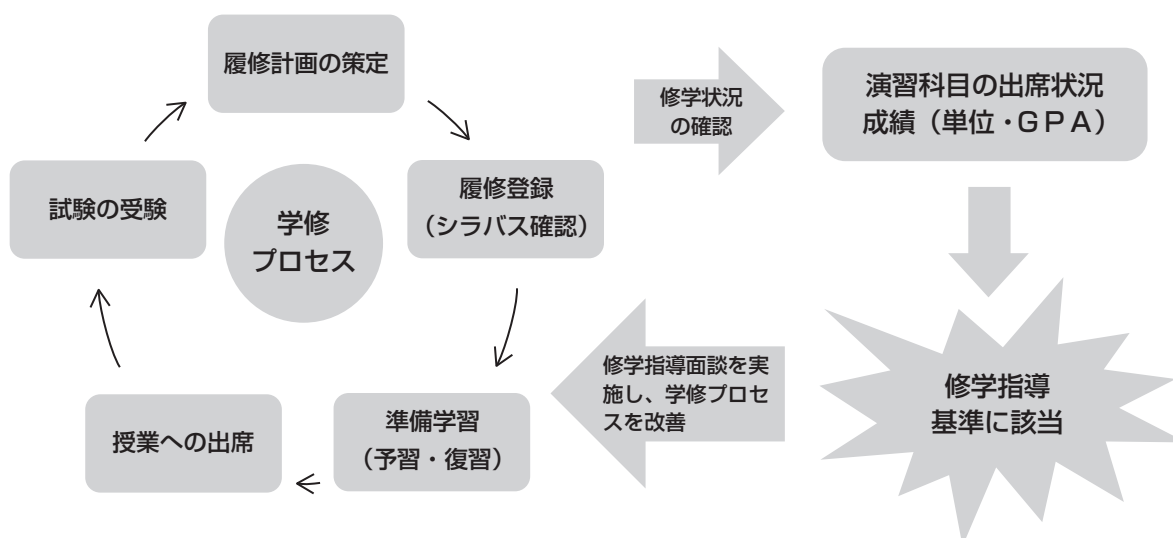 履修計画の策定
履修登録
（シラバス確認）
準備学習
（予習・復習）
授業への出席
試験の受験
学修
プロセス
修学状況
の確認
演習科目の出席状況
成績（単位・ＧＰＡ）
修学指導
基準に該当
修学指導面談を実
施し、学修プロセ
スを改善